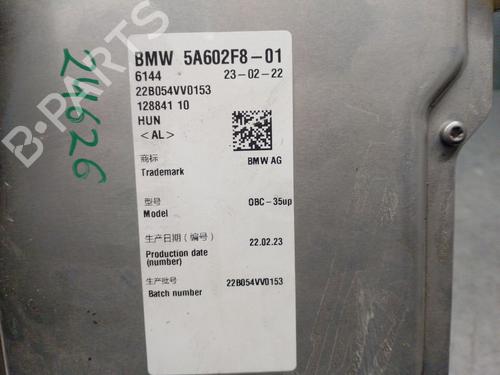 B-PARTS
24626
BMW 5A602F8-01
6144 23-02-22
22B054VV0153
128841 10
HUN
<AL>
商标
Trademark BMW AG
型号
Model OBC-35up
生产日期（编号）
Production date 22.02.23
(number)
生产批号
Batch number 22B054VV0153